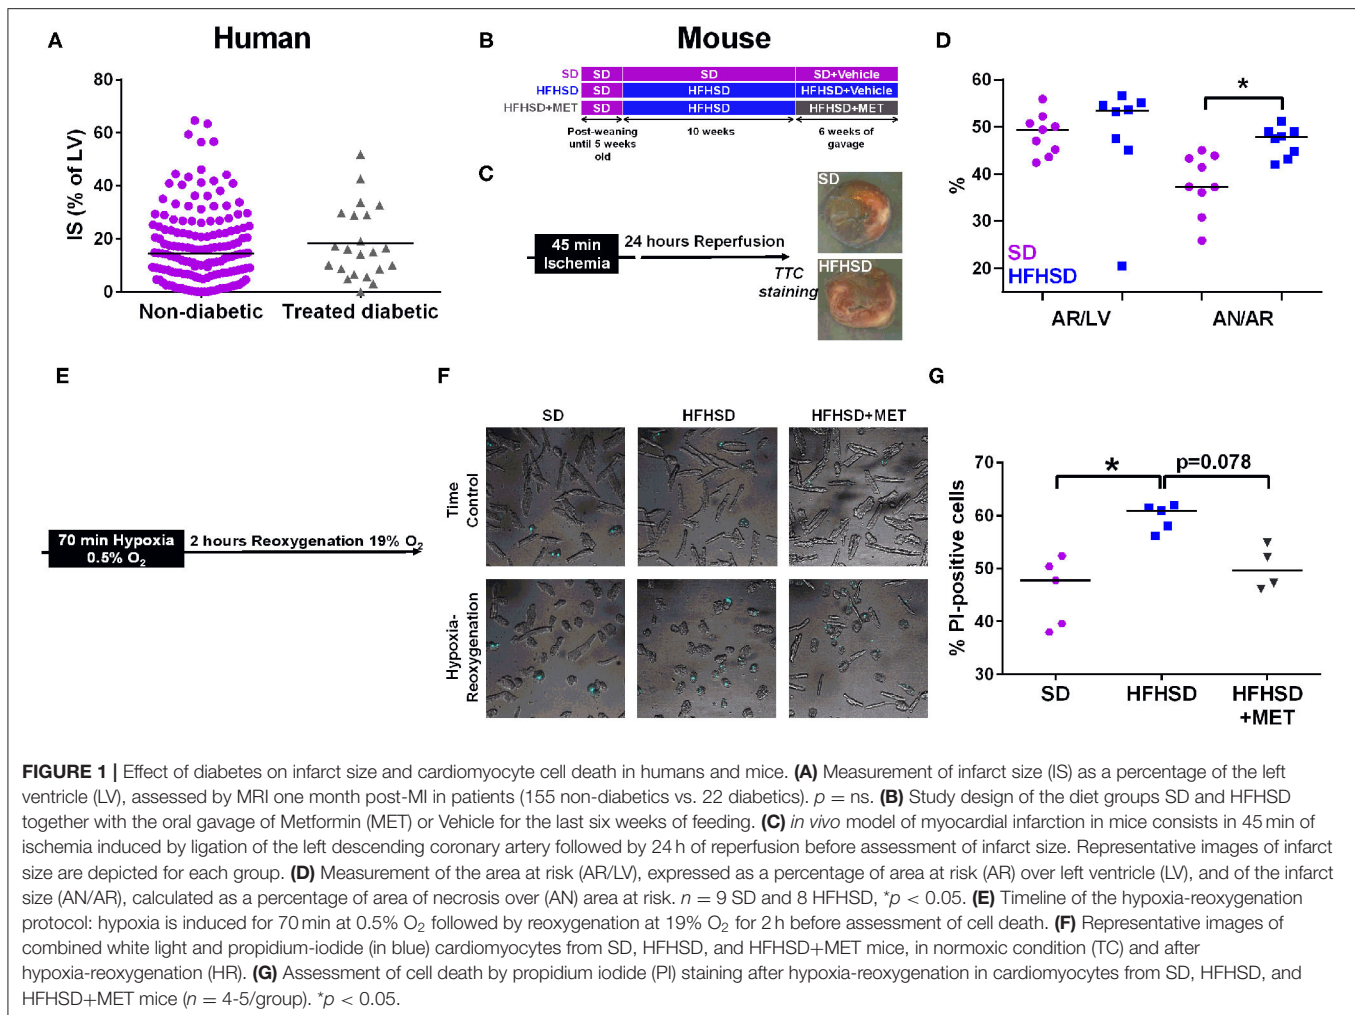 Human
Mouse
A
80
60
40
20
0
IS (% of LV)
Non-diabetic
Treated diabetic
B
SD SD SD SD+Vehicle
HFHSD SD HFHSD HFHSD+Vehicle
HFHSD+MET SD HFHSD HFHSD+MET
Post-weaning
until 5 weeks
old
10 weeks
6 weeks of
gavage
C
45 min
Ischemia
24 hours Reperfusion
TTC
staining
SD
HFHSD
D
60
50
40
30
20
%
*
SD
HFHSD
AR/LV
AN/AR
E
70 min Hypoxia
0.5% O₂
2 hours Reoxygenation 19% O₂
F
SD
HFHSD
HFHSD+MET
Time
Control
Hypoxia-
Reoxygenation
G
70
60
50
40
30
% PI-positive cells
*
p=0.078
SD
HFHSD
HFHSD
+MET
FIGURE 1 | Effect of diabetes on infarct size and cardiomyocyte cell death in humans and mice. (A) Measurement of infarct size (IS) as a percentage of the left
ventricle (LV), assessed by MRI one month post-MI in patients (155 non-diabetics vs. 22 diabetics). p = ns. (B) Study design of the diet groups SD and HFHSD
together with the oral gavage of Metformin (MET) or Vehicle for the last six weeks of feeding. (C) in vivo model of myocardial infarction in mice consists in 45 min of
ischemia induced by ligation of the left descending coronary artery followed by 24 h of reperfusion before assessment of infarct size. Representative images of infarct
size are depicted for each group. (D) Measurement of the area at risk (AR/LV), expressed as a percentage of area at risk (AR) over left ventricle (LV), and of the infarct
size (AN/AR), calculated as a percentage of area of necrosis over (AN) area at risk. n = 9 SD and 8 HFHSD, *p < 0.05. (E) Timeline of the hypoxia-reoxygenation
protocol: hypoxia is induced for 70 min at 0.5% O₂ followed by reoxygenation at 19% O₂ for 2 h before assessment of cell death. (F) Representative images of
combined white light and propidium-iodide (in blue) cardiomyocytes from SD, HFHSD, and HFHSD+MET mice, in normoxic condition (TC) and after
hypoxia-reoxygenation (HR). (G) Assessment of cell death by propidium iodide (PI) staining after hypoxia-reoxygenation in cardiomyocytes from SD, HFHSD, and
HFHSD+MET mice (n = 4-5/group). *p < 0.05.